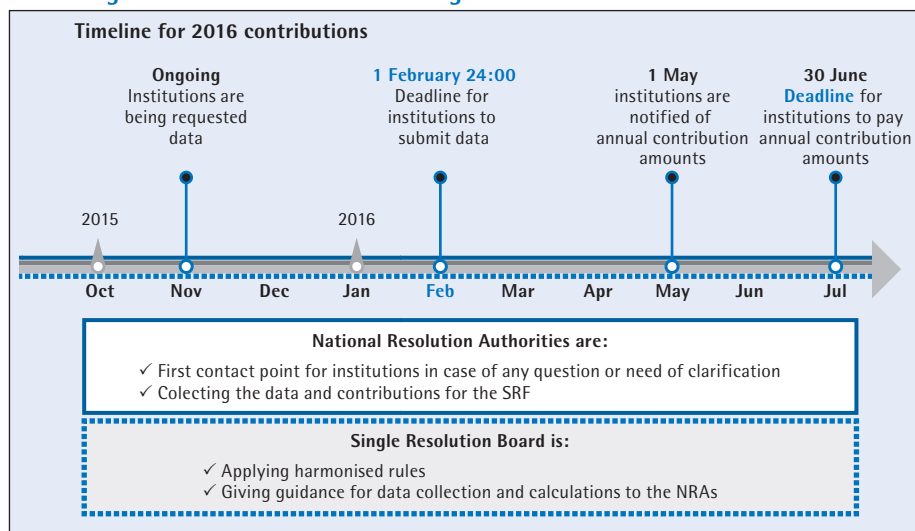 Timeline for 2016 contributions
Ongoing
Institutions are
being requested
data
1 February 24:00
Deadline for
institutions to
submit data
1 May
institutions are
notified of
annual contribution
amounts
30 June
Deadline for
institutions to pay
annual contribution
amounts
2015
2016
Oct Nov Dec Jan Feb Mar Apr May Jun Jul
National Resolution Authorities are:
✓ First contact point for institutions in case of any question or need of clarification
✓ Colecting the data and contributions for the SRF
Single Resolution Board is:
✓ Applying harmonised rules
✓ Giving guidance for data collection and calculations to the NRAs